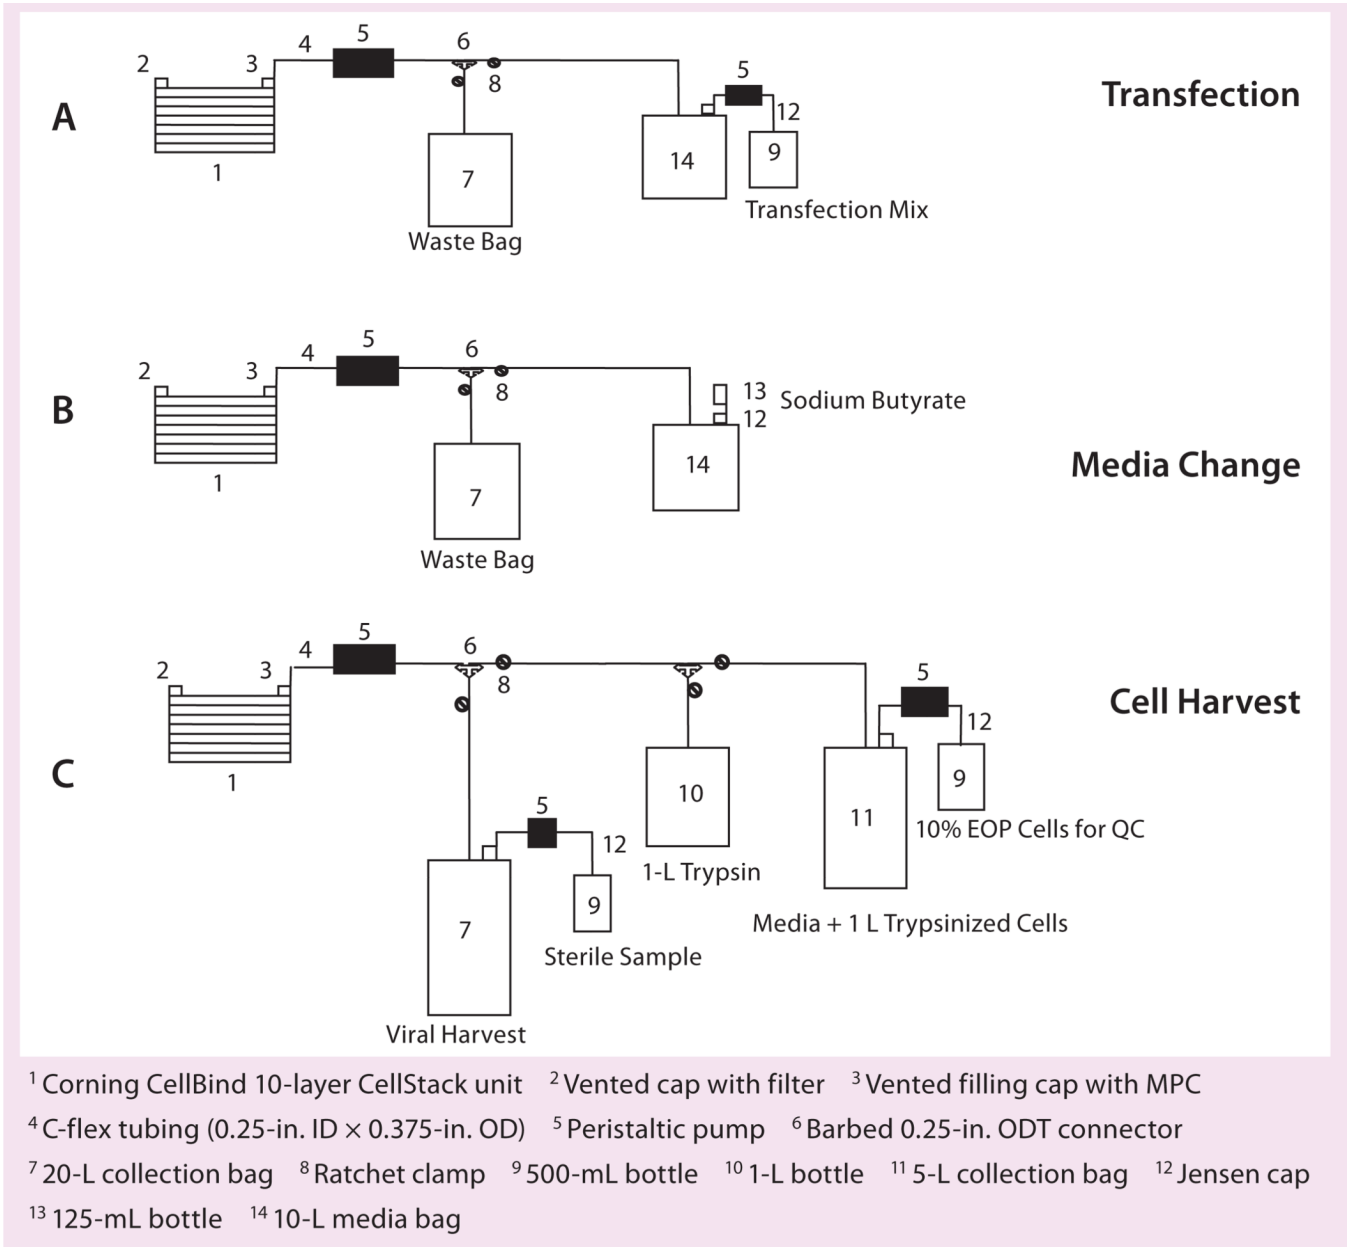 5
4
6
2
3
8
5
12
A
Transfection
14
9
1
7
Transfection Mix
Waste Bag
5
4
6
2
3
8
13
Sodium Butyrate
12
B
14
Media Change
1
7
Waste Bag
5
4
6
2
3
8
5
12
Cell Harvest
C
1
10
11
9
10% EOP Cells for QC
5
12
1-L Trypsin
7
9
Media + 1 L Trypsinized Cells
Sterile Sample
Viral Harvest
1 Corning CellBind 10-layer CellStack unit 2 Vented cap with filter 3 Vented filling cap with MPC
4 C-flex tubing (0.25-in. ID × 0.375-in. OD) 5 Peristaltic pump 6 Barbed 0.25-in. ODT connector
7 20-L collection bag 8 Ratchet clamp 9 500-mL bottle 10 1-L bottle 11 5-L collection bag 12 Jensen cap
13 125-mL bottle 14 10-L media bag